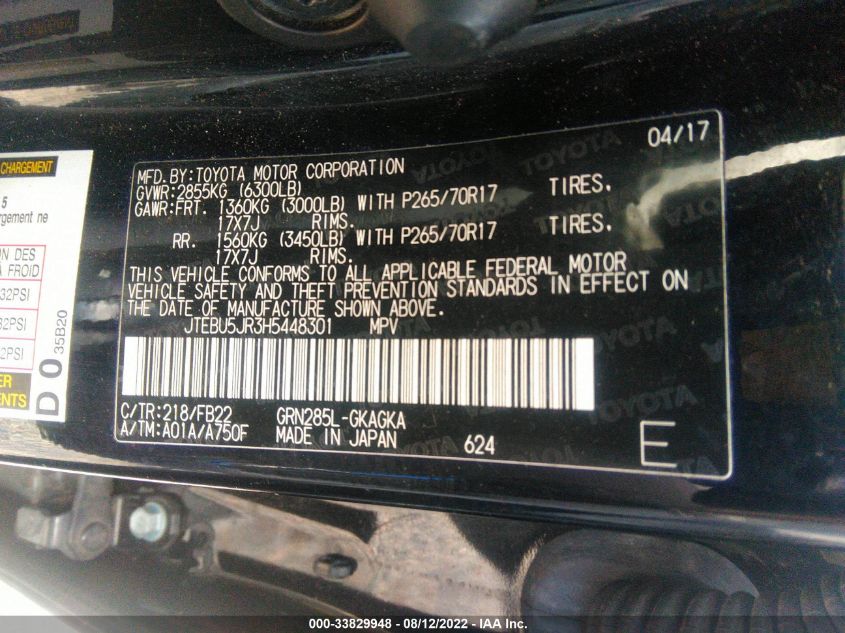 04/17
MFD.BY:TOYOTA MOTOR CORPORATION
GVWR:2855KG (6300LB)
GAWR:FRT. 1360KG (3000LB) WITH P265/70R17 TIRES,
17X7J RIMS.
RR. 1560KG (3450LB) WITH P265/70R17 TIRES,
17X7J RIMS.
THIS VEHICLE CONFORMS TO ALL APPLICABLE FEDERAL MOTOR
VEHICLE SAFETY AND THEFT PREVENTION STANDARDS IN EFFECT ON
THE DATE OF MANUFACTURE SHOWN ABOVE.
JTEBU5JR3H5448301 MPV
C/TR:218/FB22 GRN285L-GKAGKA
A/TM:A01A/A750F MADE IN JAPAN 624
E
CHARGEMENT
5
ne
DES
FROID
32PSI
D 0 35B20
000-33829948 - 08/12/2022 - IAA Inc.